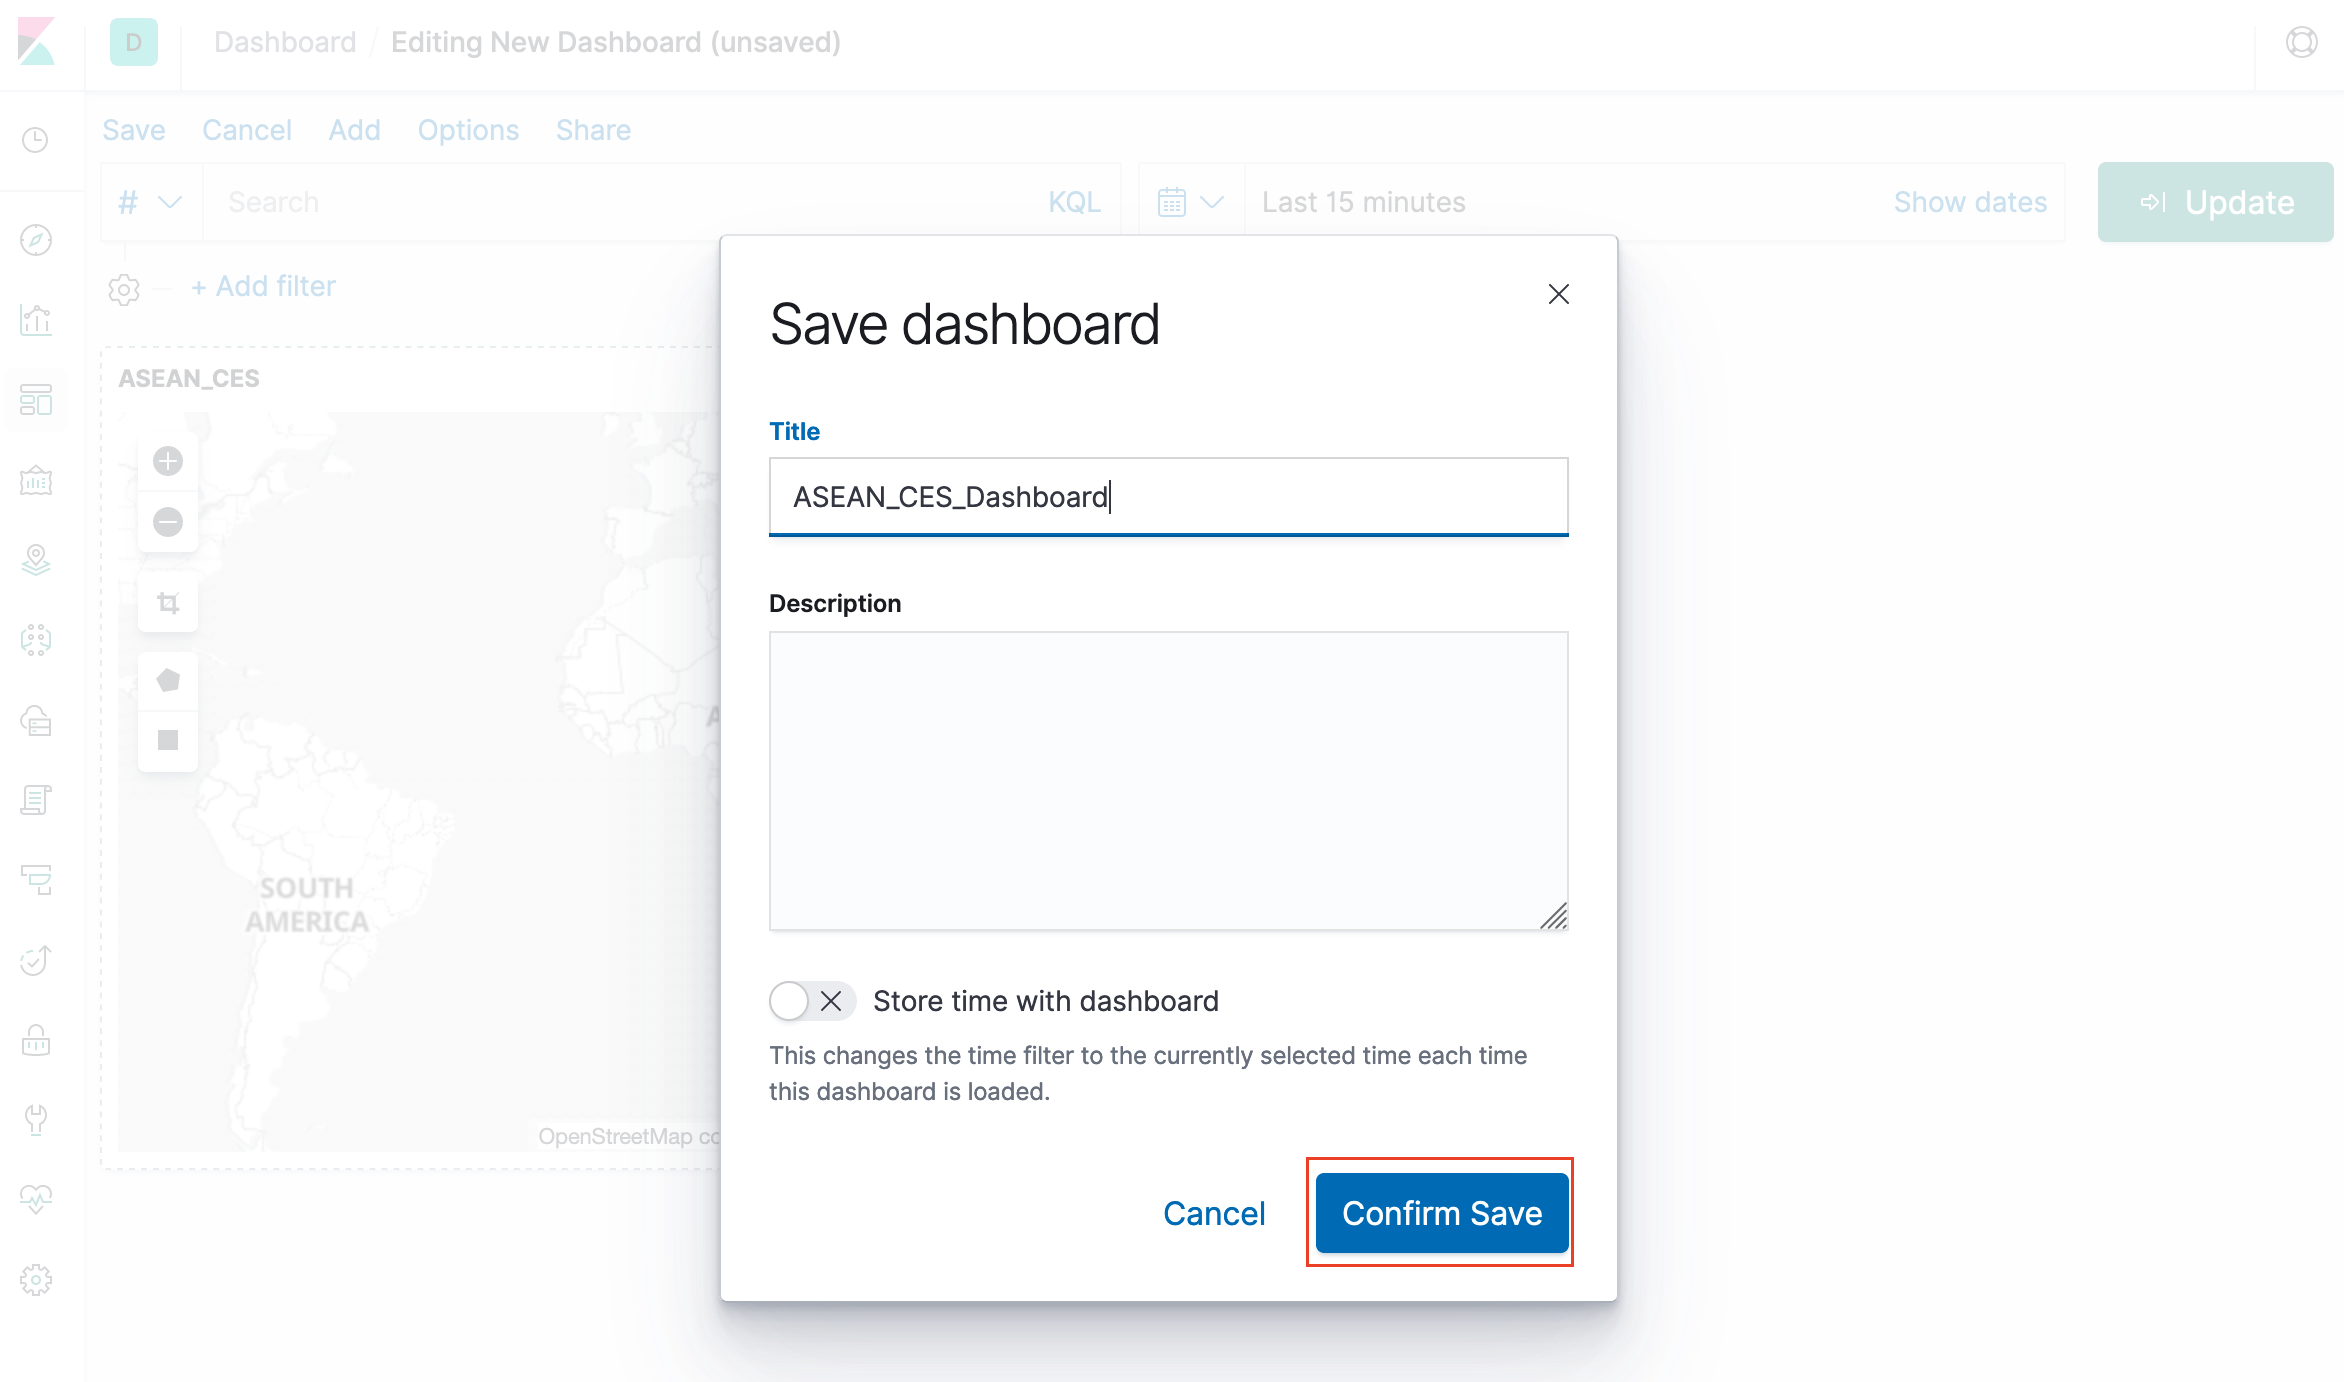 D
Dashboard / Editing New Dashboard (unsaved)
Save Cancel Add Options Share
# Search KQL Last 15 minutes Show dates Update
+ Add filter
ASEAN_CES
SOUTH
AMERICA
OpenStreetMap
Save dashboard
Title
ASEAN_CES_Dashboard
Description
Store time with dashboard
This changes the time filter to the currently selected time each time
this dashboard is loaded.
Cancel Confirm Save